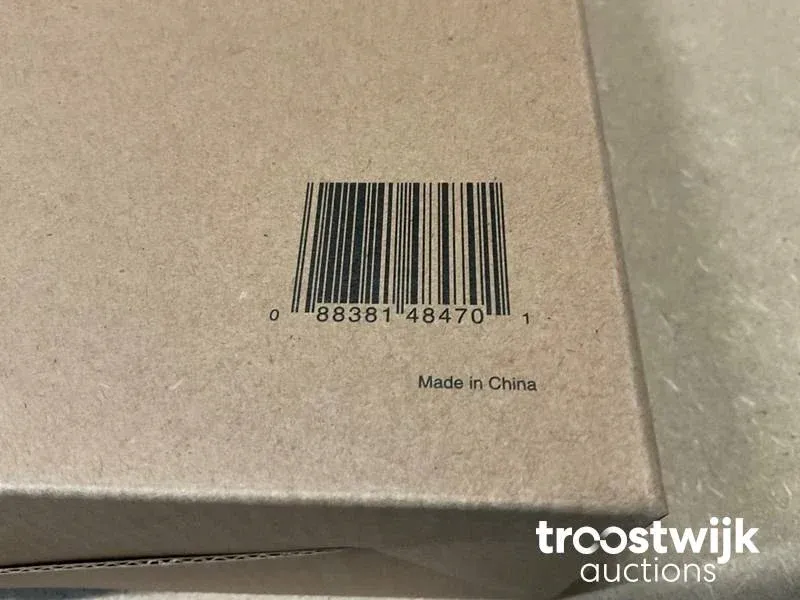 0 88381 48470 1
Made in China
troostwijk
auctions